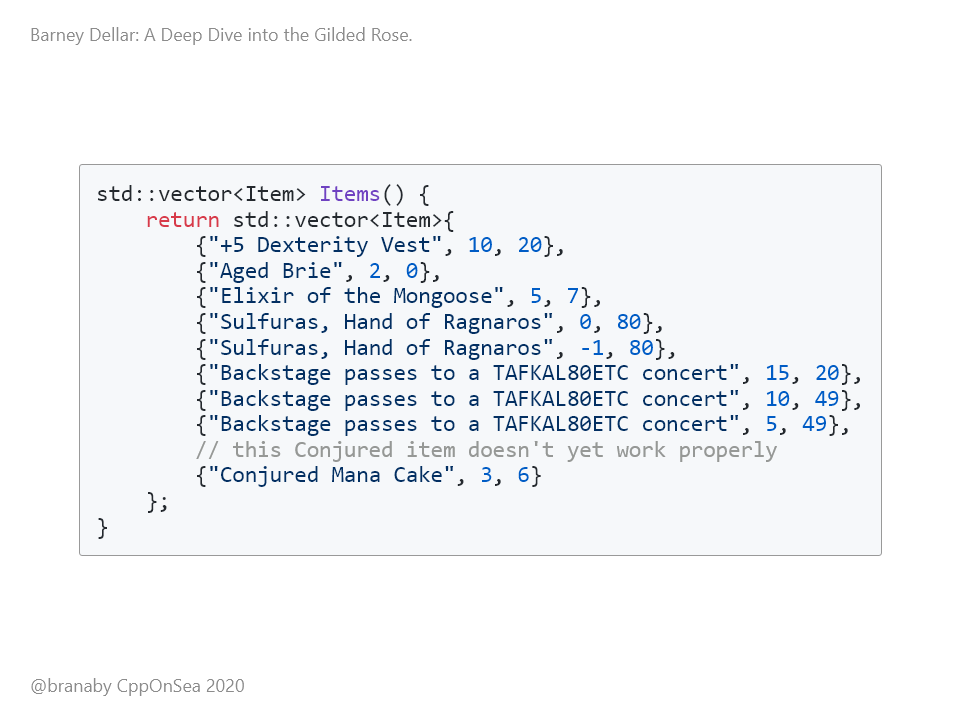 Barney Dellar: A Deep Dive into the Gilded Rose.
std::vector<Item> Items() {
    return std::vector<Item>{
        {"+5 Dexterity Vest", 10, 20},
        {"Aged Brie", 2, 0},
        {"Elixir of the Mongoose", 5, 7},
        {"Sulfuras, Hand of Ragnaros", 0, 80},
        {"Sulfuras, Hand of Ragnaros", -1, 80},
        {"Backstage passes to a TAFKAL80ETC concert", 15, 20},
        {"Backstage passes to a TAFKAL80ETC concert", 10, 49},
        {"Backstage passes to a TAFKAL80ETC concert", 5, 49},
        // this Conjured item doesn't yet work properly
        {"Conjured Mana Cake", 3, 6}
    };
}
@branaby CppOnSea 2020